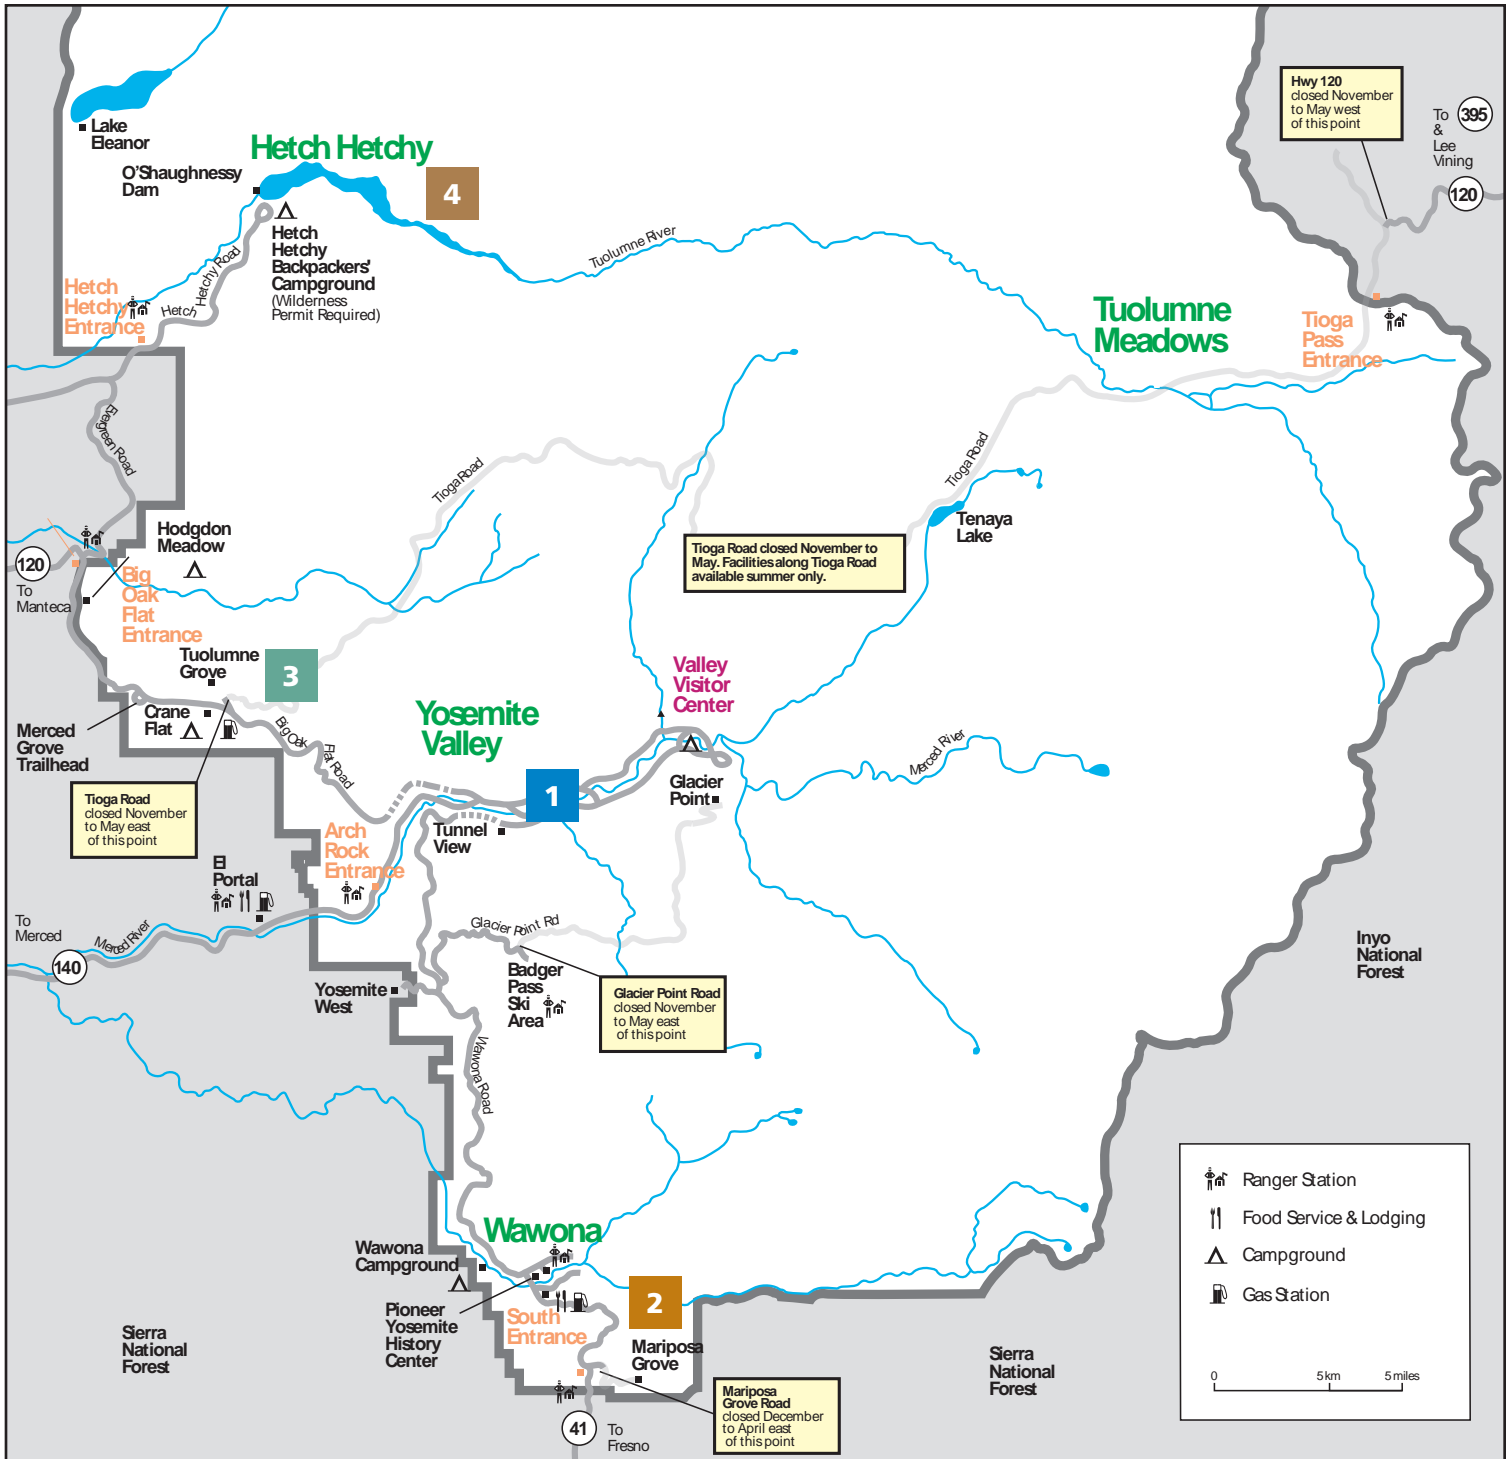 Hwy 120
closed November
to May west
of this point
To
&
Lee
Vining
395
120
Lake
Eleanor
O'Shaughnessy
Dam
Hetch Hetchy
4
Hetch
Hetchy
Backpackers'
Campground
(Wilderness
Permit Required)
Hetch
Hetchy
Entrance
Hetch Hetchy Road
Tuolumne River
Tuolumne
Meadows
Tioga
Pass
Entrance
Evergreen Road
Tioga Road
Tioga Road
Tenaya
Lake
Tioga Road closed November to
May. Facilities along Tioga Road
available summer only.
Hodgdon
Meadow
120
To
Manteca
Big
Oak
Flat
Entrance
Tuolumne
Grove
3
Crane
Flat
Merced
Grove
Trailhead
Big Oak Flat Road
Yosemite
Valley
Valley
Visitor
Center
Merced River
Glacier
Point
1
Tioga Road
closed November
to May east
of this point
Tunnel
View
Arch
Rock
Entrance
El
Portal
To
Merced
Merced River
140
Glacier Point Rd
Badger
Pass
Ski
Area
Glacier Point Road
closed November
to May east
of this point
Yosemite
West
Inyo
National
Forest
Wawona Road
Wawona
Wawona
Campground
Pioneer
Yosemite
History
Center
South
Entrance
2
Mariposa
Grove
Mariposa
Grove Road
closed December
to April east
of this point
41
To
Fresno
Sierra
National
Forest
Sierra
National
Forest
Ranger Station
Food Service & Lodging
Campground
Gas Station
0
5 km
5 miles